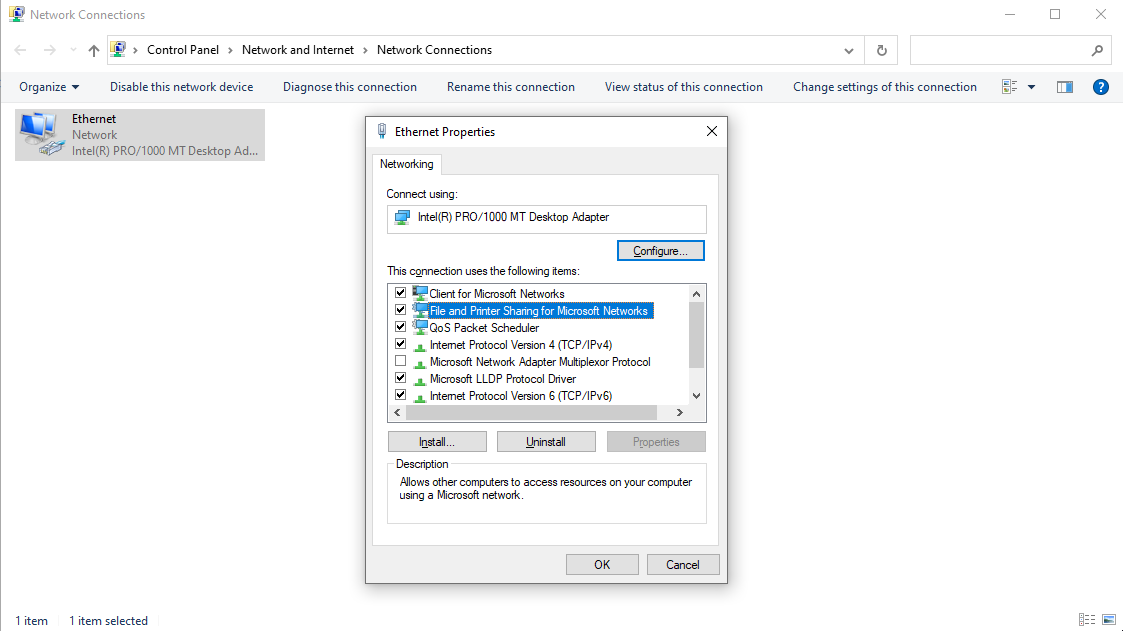 Network Connections
Control Panel > Network and Internet > Network Connections
Organize
Disable this network device
Diagnose this connection
Rename this connection
View status of this connection
Change settings of this connection
Ethernet
Network
Intel(R) PRO/1000 MT Desktop Ad...
Ethernet Properties
Networking
Connect using:
Intel(R) PRO/1000 MT Desktop Adapter
Configure...
This connection uses the following items:
Client for Microsoft Networks
File and Printer Sharing for Microsoft Networks
QoS Packet Scheduler
Internet Protocol Version 4 (TCP/IPv4)
Microsoft Network Adapter Multiplexor Protocol
Microsoft LLDP Protocol Driver
Internet Protocol Version 6 (TCP/IPv6)
Install...
Uninstall
Properties
Description
Allows other computers to access resources on your computer
using a Microsoft network.
OK
Cancel
1 item
1 item selected